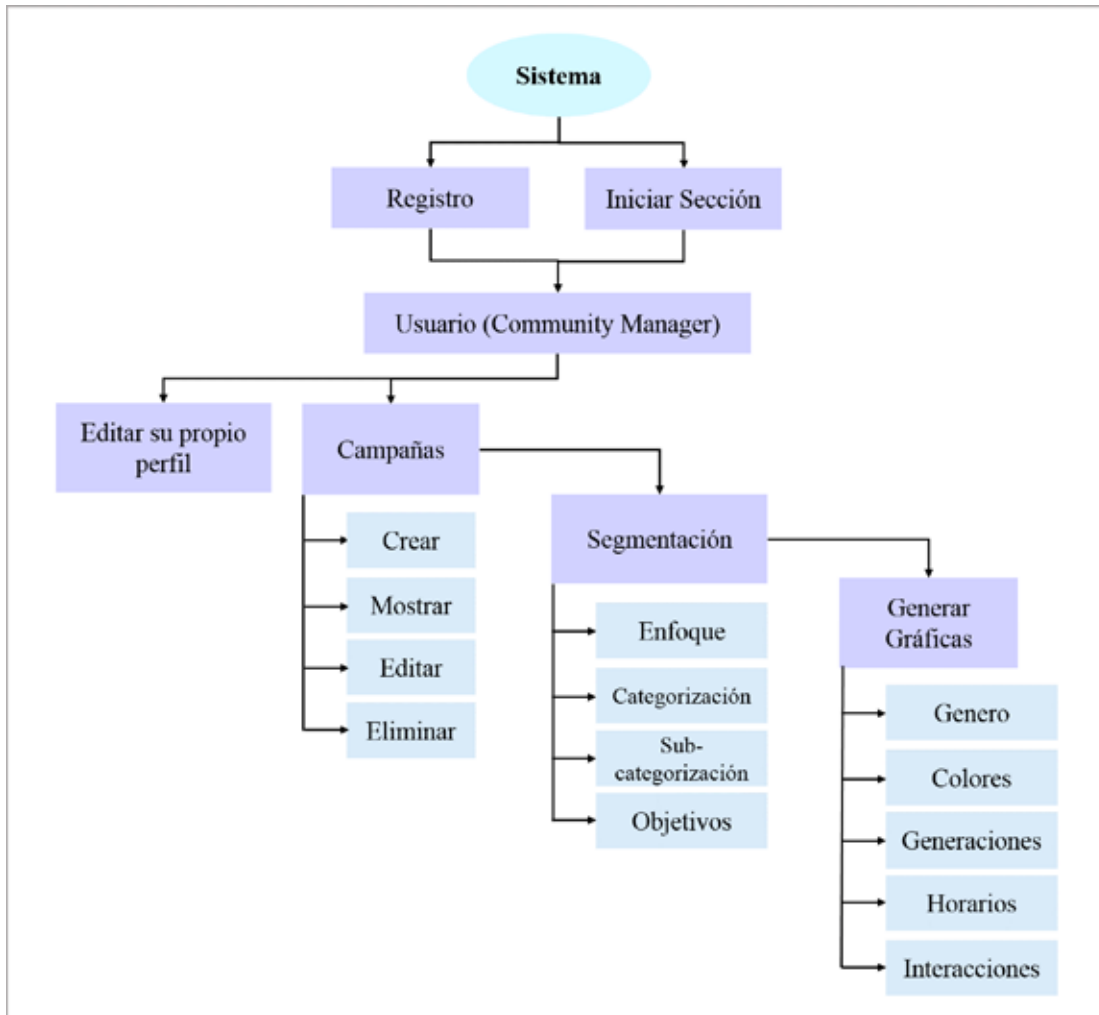 Sistema
Registro
Iniciar Sección
Usuario (Community Manager)
Editar su propio
perfil
Campañas
Crear
Mostrar
Editar
Eliminar
Segmentación
Enfoque
Categorización
Sub-
categorización
Objetivos
Generar
Gráficas
Genero
Colores
Generaciones
Horarios
Interacciones